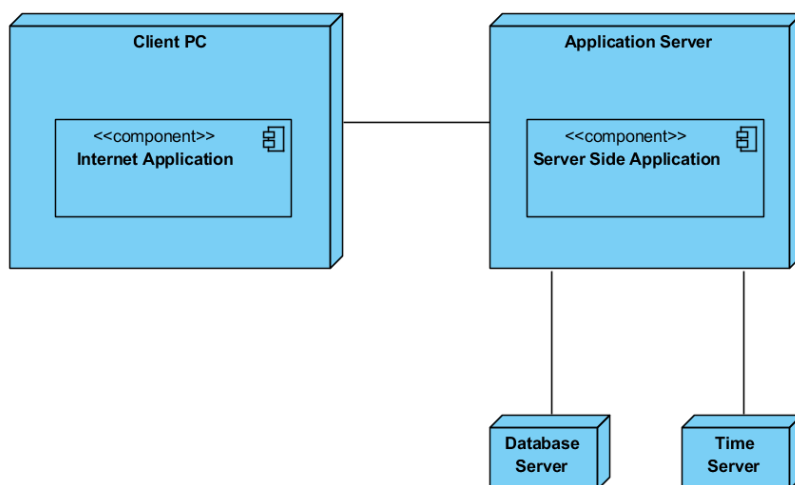 Client PC
<<component>>
Internet Application
Application Server
<<component>>
Server Side Application
Database
Server
Time
Server